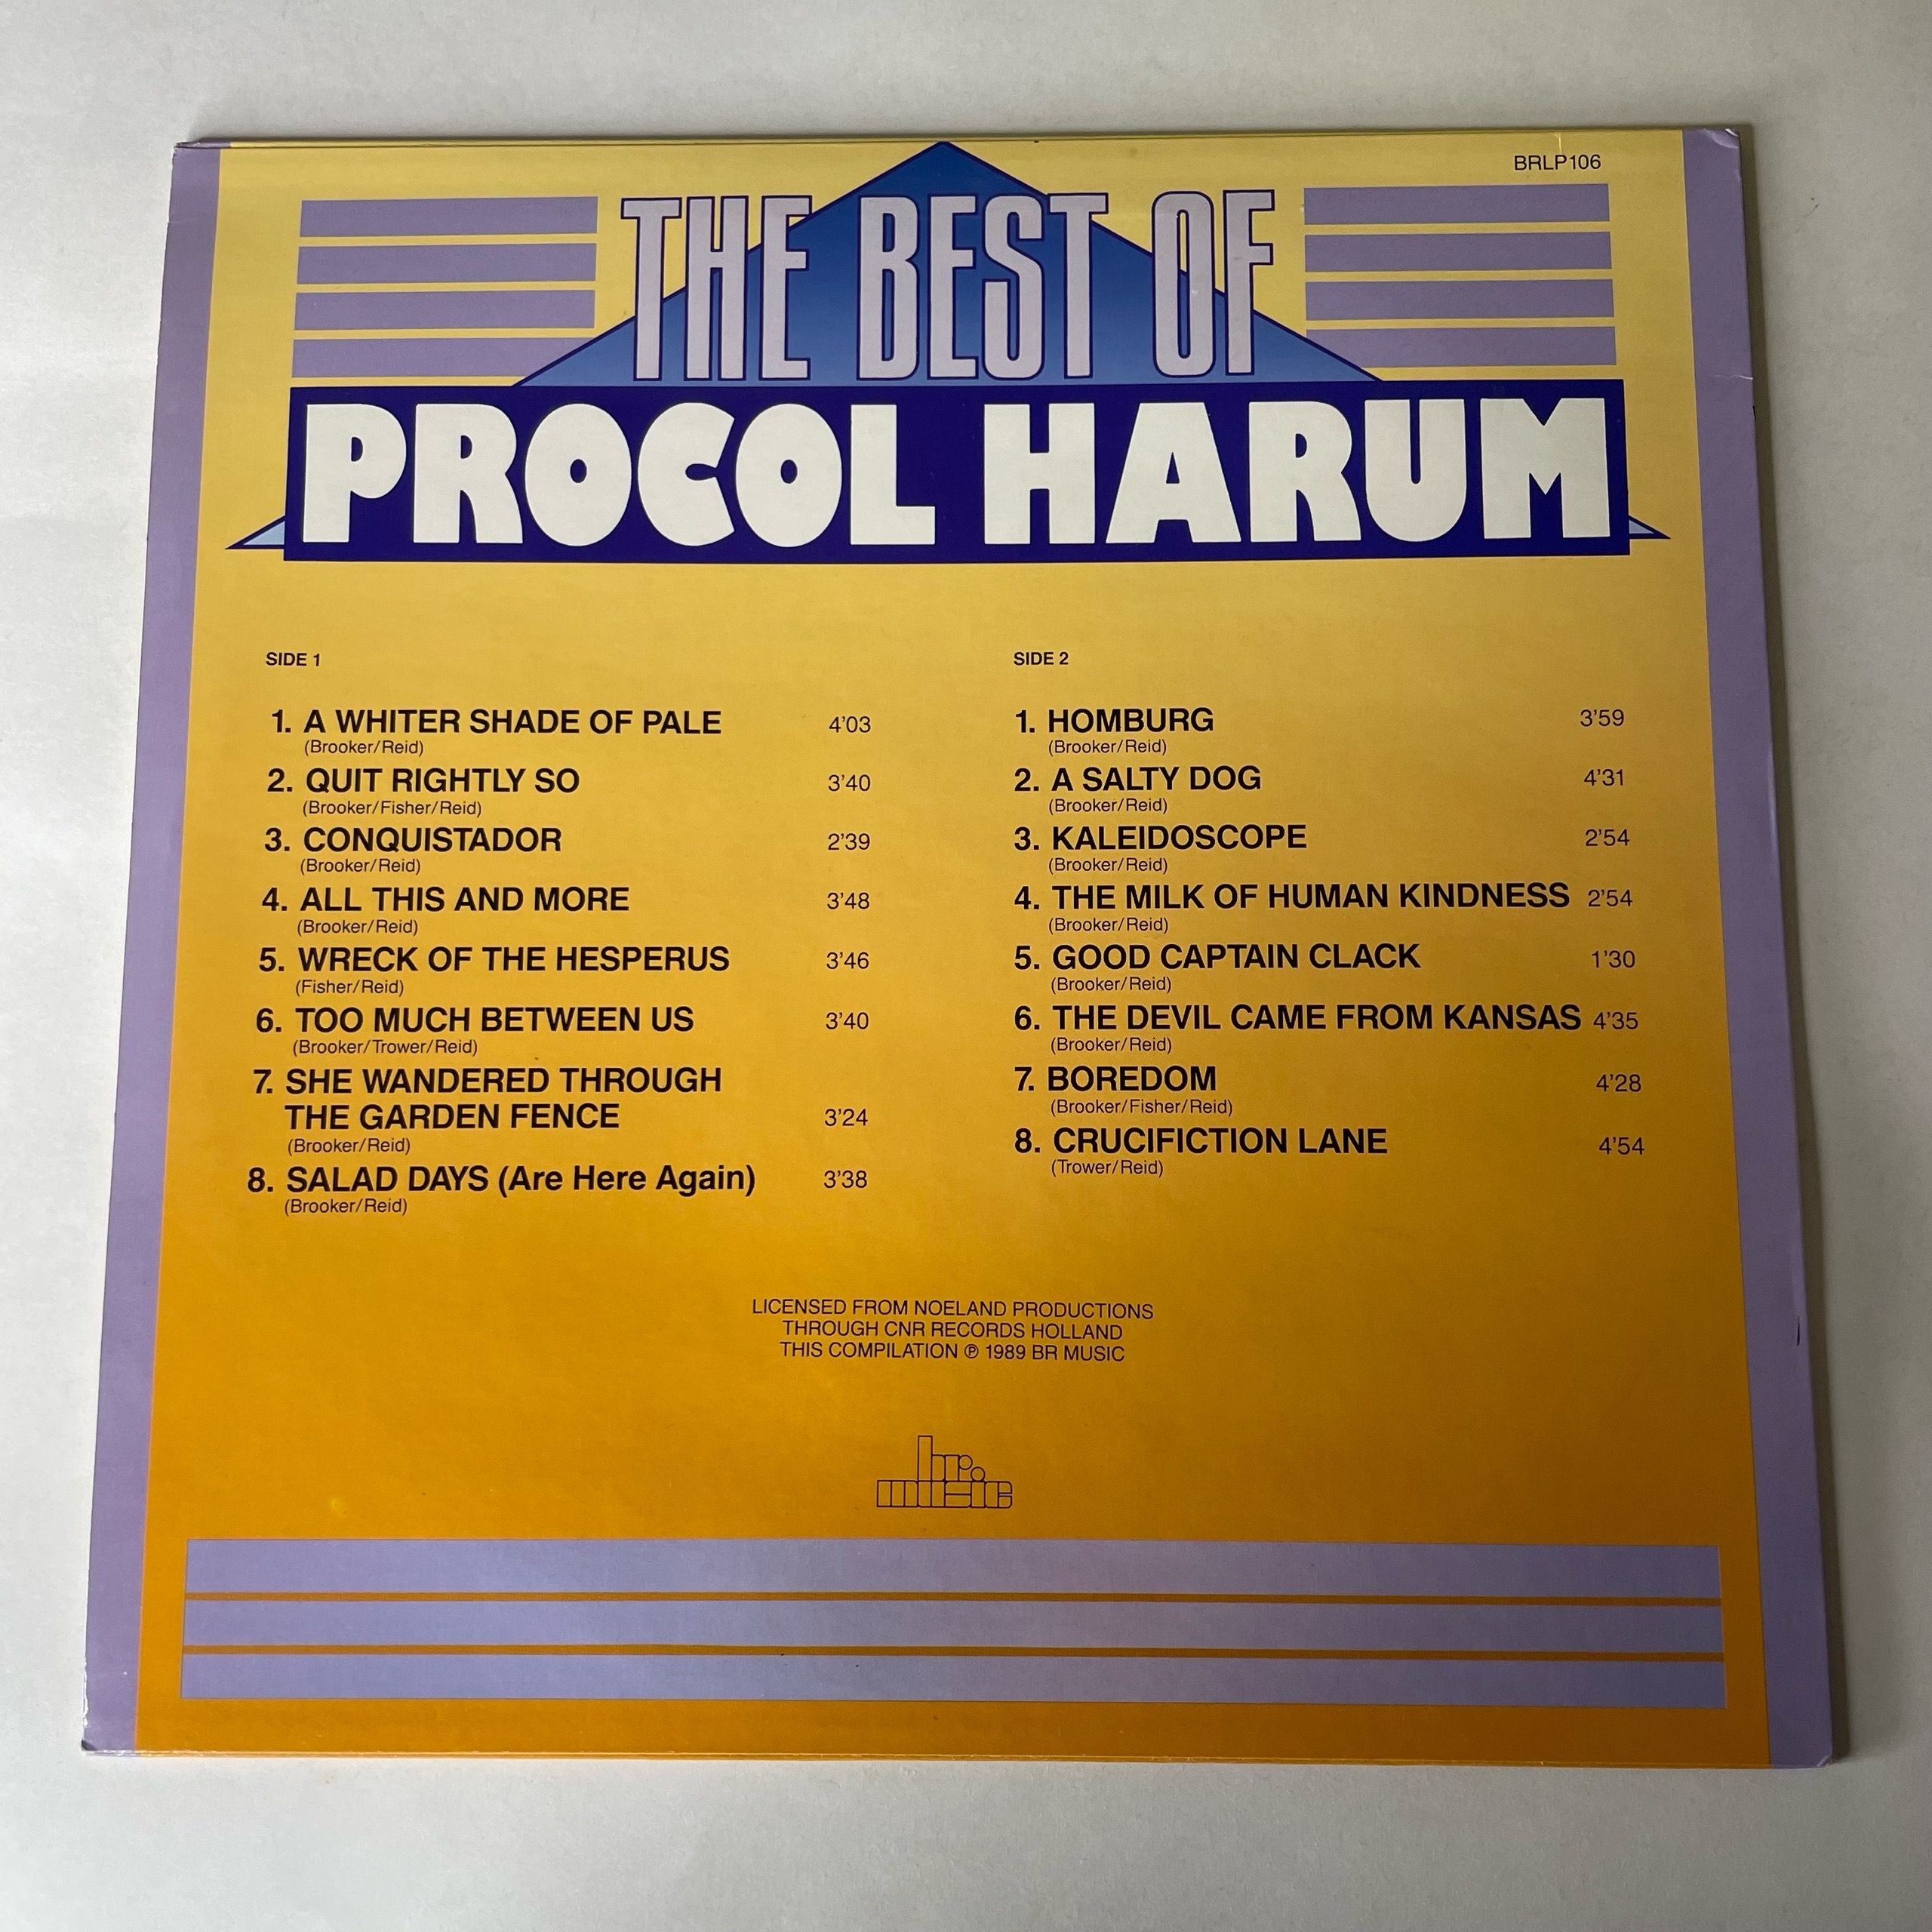 BRLP106
THE BEST OF
PROCOL HARUM
SIDE 1
1. A WHITER SHADE OF PALE 4'03
(Brooker/Reid)
2. QUIT RIGHTLY SO 3'40
(Brooker/Fisher/Reid)
3. CONQUISTADOR 2'39
(Brooker/Reid)
4. ALL THIS AND MORE 3'48
(Brooker/Reid)
5. WRECK OF THE HESPERUS 3'46
(Fisher/Reid)
6. TOO MUCH BETWEEN US 3'40
(Brooker/Trower/Reid)
7. SHE WANDERED THROUGH
THE GARDEN FENCE 3'24
(Brooker/Reid)
8. SALAD DAYS (Are Here Again) 3'38
(Brooker/Reid)
SIDE 2
1. HOMBURG 3'59
(Brooker/Reid)
2. A SALTY DOG 4'31
(Brooker/Reid)
3. KALEIDOSCOPE 2'54
(Brooker/Reid)
4. THE MILK OF HUMAN KINDNESS 2'54
(Brooker/Reid)
5. GOOD CAPTAIN CLACK 1'30
(Brooker/Reid)
6. THE DEVIL CAME FROM KANSAS 4'35
(Brooker/Reid)
7. BOREDOM 4'28
(Brooker/Fisher/Reid)
8. CRUCIFICTION LANE 4'54
(Trower/Reid)
LICENSED FROM NOELAND PRODUCTIONS
THROUGH CNR RECORDS HOLLAND
THIS COMPILATION ℗ 1989 BR MUSIC
br.
music